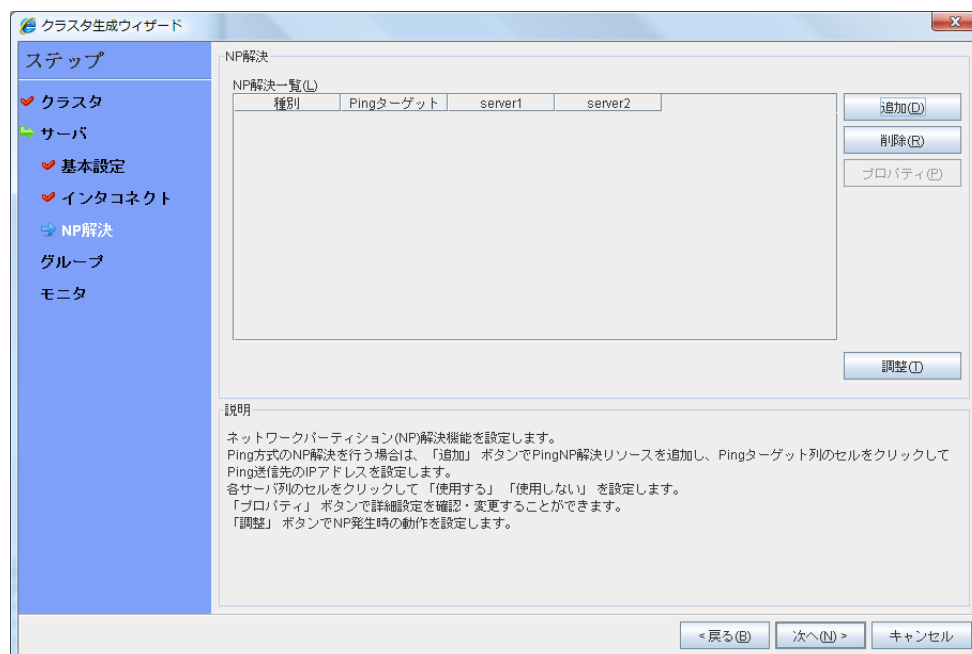 クラスタ生成ウィザード
ステップ
クラスタ
サーバ
基本設定
インタコネクト
NP解決
グループ
モニタ
NP解決
NP解決一覧(L)
種別 Pingターゲット server1 server2
追加(D)
削除(R)
プロパティ(P)
調整(T)
説明
ネットワークパーティション(NP)解決機能を設定します。
Ping方式のNP解決を行う場合は、「追加」ボタンでPingNP解決リソースを追加し、Pingターゲット列のセルをクリックして
Ping送信先のIPアドレスを設定します。
各サーバ列のセルをクリックして「使用する」「使用しない」を設定します。
「プロパティ」ボタンで詳細設定を確認・変更することができます。
「調整」ボタンでNP発生時の動作を設定します。
<戻る(B) 次へ(N)> キャンセル